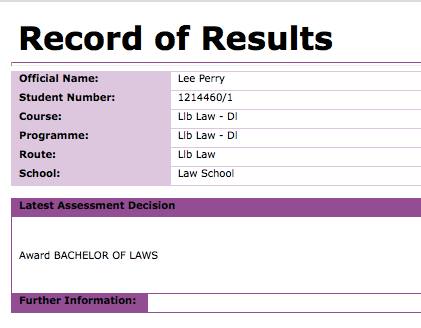 Record of Results
Official Name: Lee Perry
Student Number: 1214460/1
Course: Llb Law - Dl
Programme: Llb Law - Dl
Route: Llb Law
School: Law School
Latest Assessment Decision
Award BACHELOR OF LAWS
Further Information: